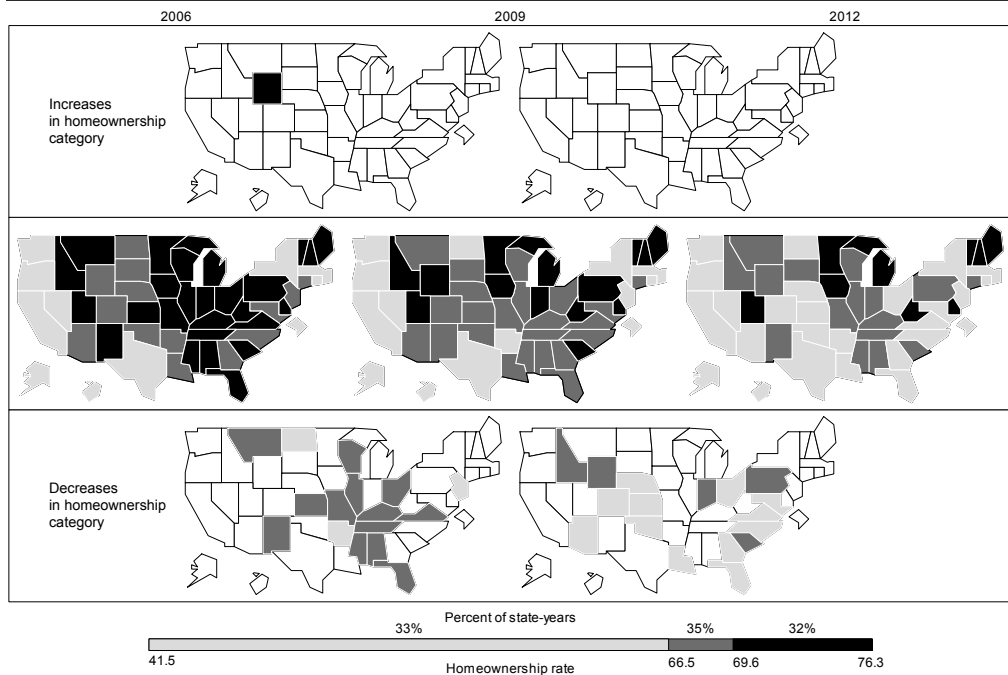 2006 2009 2012
Increases
in homeownership
category
Decreases
in homeownership
category
Percent of state-years
33% 35% 32%
41.5 66.5 69.6 76.3
Homeownership rate